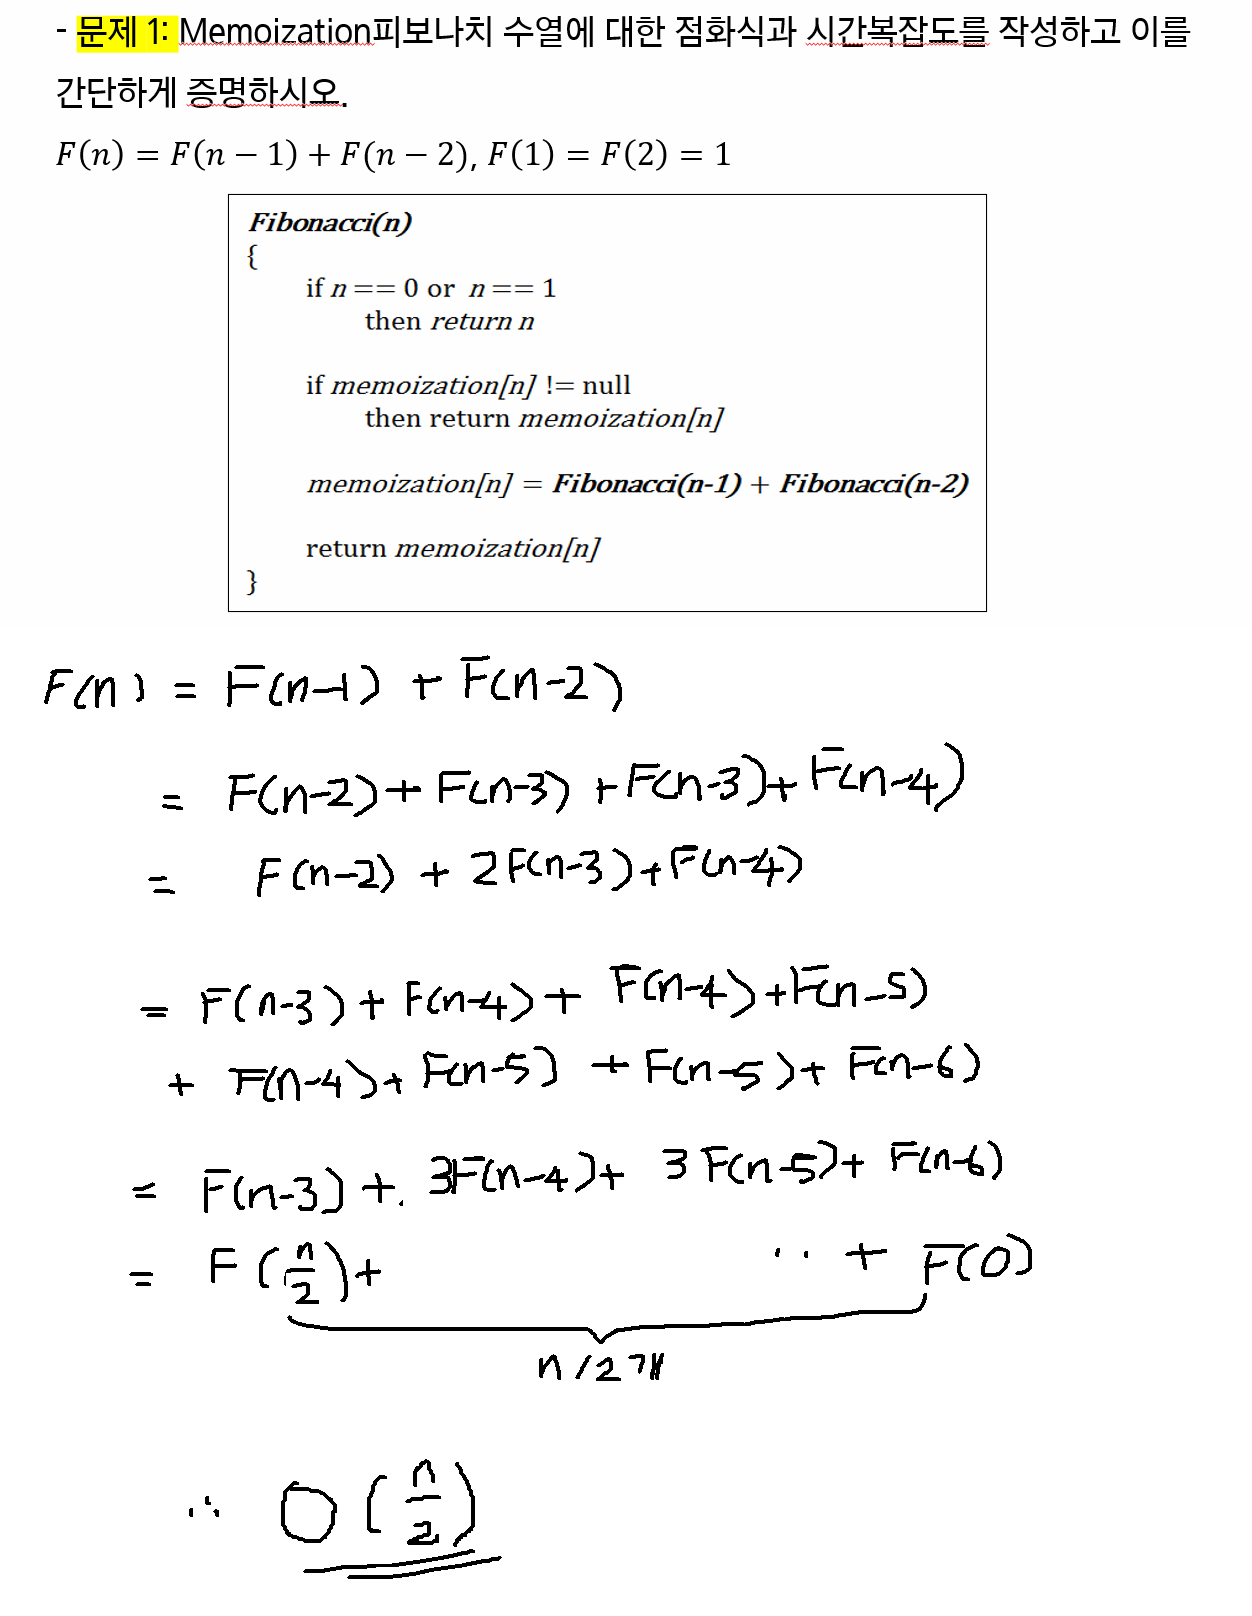 - 문제 1: Memoization피보나치 수열에 대한 점화식과 시간복잡도를 작성하고 이를
간단하게 증명하시오.
F(n) = F(n − 1) + F(n − 2), F(1) = F(2) = 1
Fibonacci(n)
{
if n == 0 or n == 1
then return n
if memoization[n] != null
then return memoization[n]
memoization[n] = Fibonacci(n-1) + Fibonacci(n-2)
return memoization[n]
}
F(n) = F(n-1) + F(n-2)
= F(n-2) + F(n-3) + F(n-3) + F(n-4)
= F(n-2) + 2F(n-3) + F(n-4)
= F(n-3) + F(n-4) + F(n-4) + F(n-5)
+ F(n-4) + F(n-5) + F(n-5) + F(n-6)
= F(n-3) + 3F(n-4) + 3F(n-5) + F(n-6)
= F(n/2) + ·· + F(0)
n/2개
∴ O(n/2)